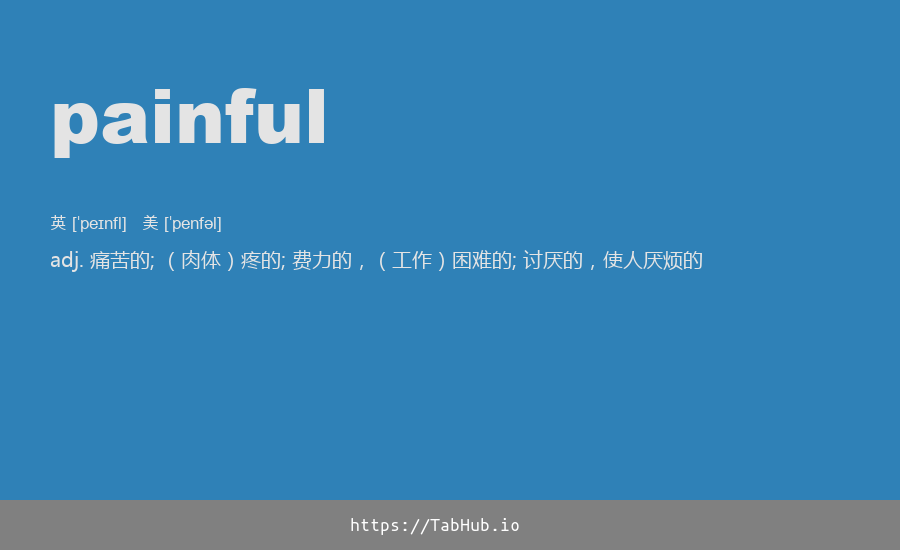 painful
英 [ˈpeɪnfl] 美 [ˈpenfəl]
adj. 痛苦的; （肉体）疼的; 费力的，（工作）困难的; 讨厌的，使人厌烦的
https://TabHub.io